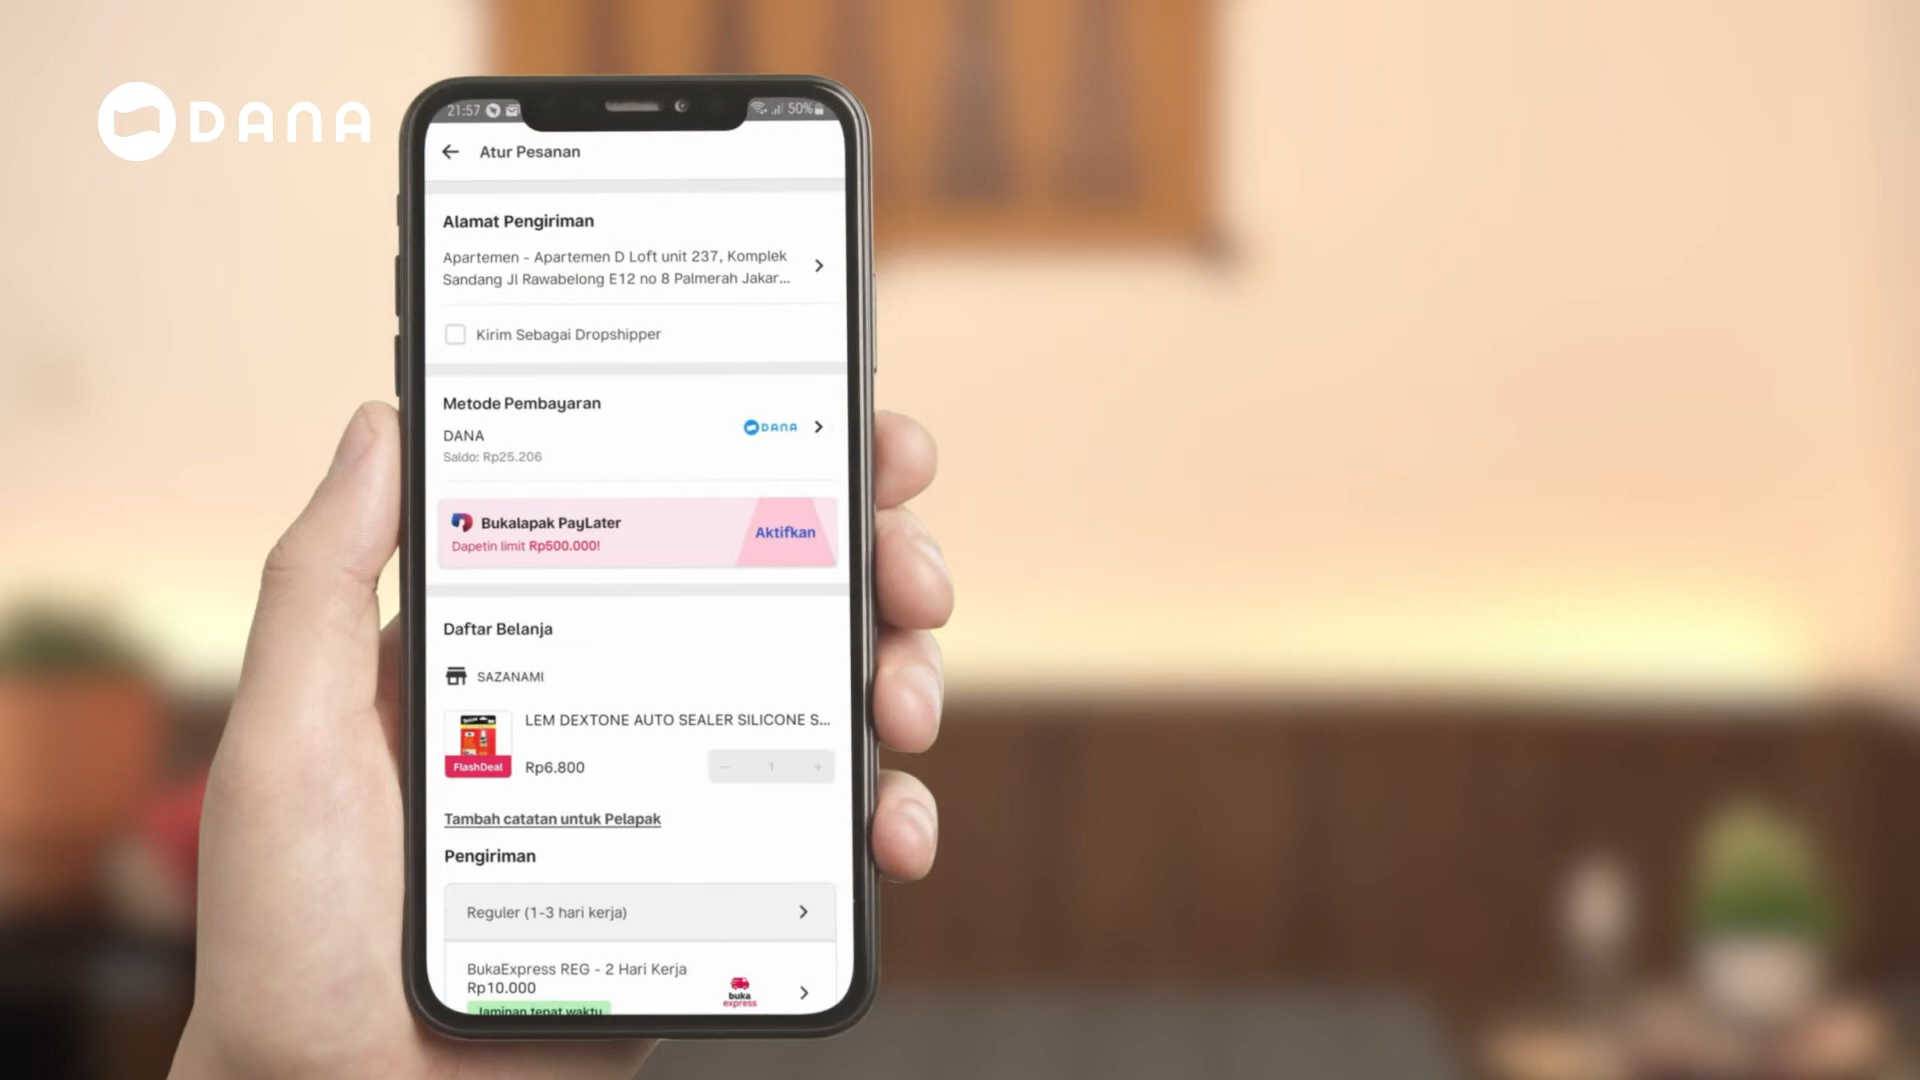 DANA
21:57
50%
Atur Pesanan
Alamat Pengiriman
Apartemen - Apartemen D Loft unit 237, Komplek
Sandang Jl Rawabelong E12 no 8 Palmerah Jakar...
Kirim Sebagai Dropshipper
Metode Pembayaran
DANA
Saldo: Rp25.206
DANA
Bukalapak PayLater
Dapetin limit Rp500.000!
Aktifkan
Daftar Belanja
SAZANAMI
LEM DEXTONE AUTO SEALER SILICONE S...
FlashDeal
Rp6.800
- 1 +
Tambah catatan untuk Pelapak
Pengiriman
Reguler (1-3 hari kerja)
BukaExpress REG - 2 Hari Kerja
Rp10.000
buka
express
Jaminan tepat waktu